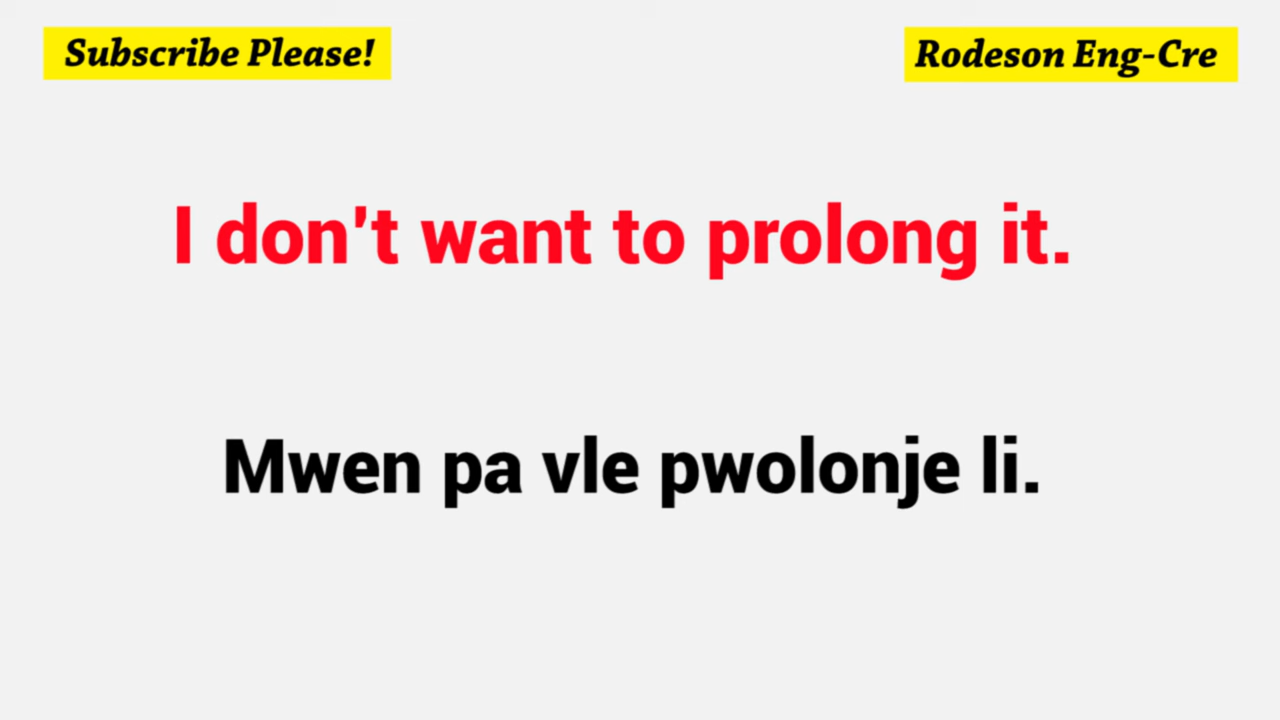 Subscribe Please!
Rodeson Eng-Cre
I don't want to prolong it.
Mwen pa vle pwolonje li.